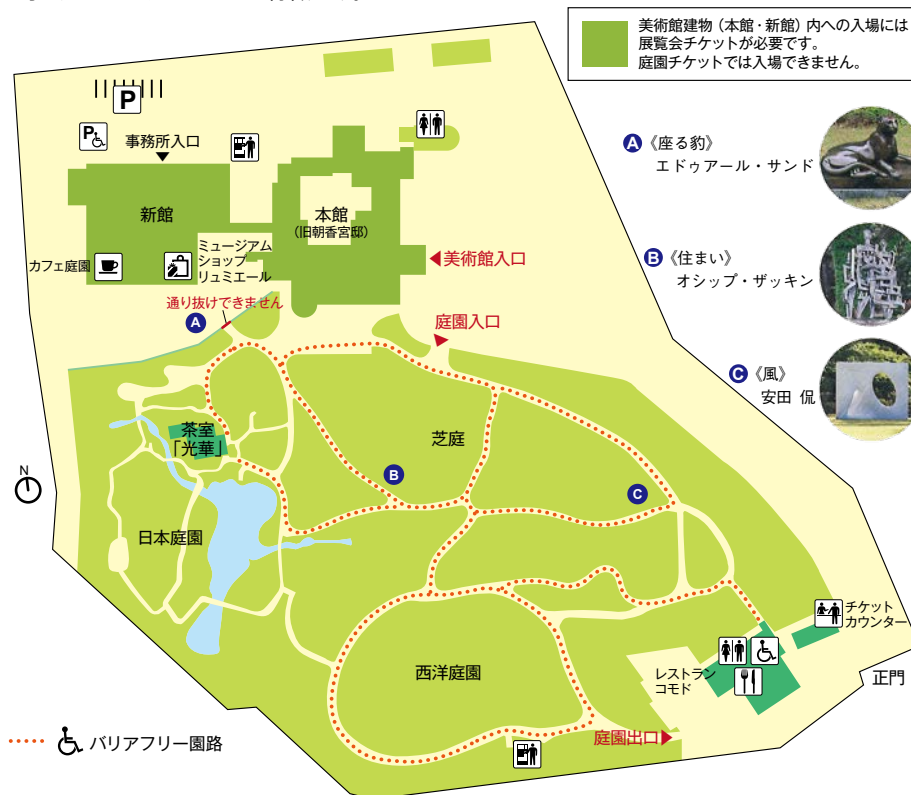 美術館建物（本館・新館）内への入場には
展覧会チケットが必要です。
庭園チケットでは入場できません。
P
P
事務所入口
新館
本館
（旧朝香宮邸）
カフェ庭園
ミュージアム
ショップ
リュミエール
美術館入口
通り抜けできません
A
庭園入口
A 《座る豹》
エドゥアール・サンド
B 《住まい》
オシップ・ザッキン
C 《風》
安田 侃
茶室
「光華」
芝庭
B
C
N
日本庭園
西洋庭園
チケット
カウンター
レストラン
コモド
正門
庭園出口
バリアフリー園路